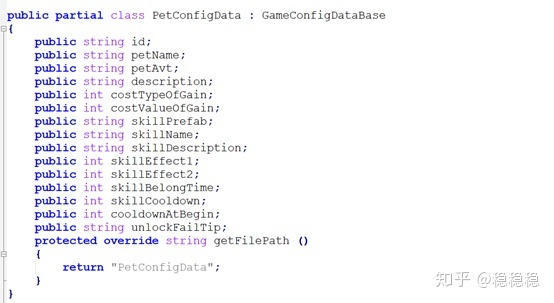 public partial class PetConfigData : GameConfigDataBase
{
    public string id;
    public string petName;
    public string petAvt;
    public string description;
    public int costTypeOfGain;
    public int costValueOfGain;
    public string skillPrefab;
    public string skillName;
    public string skillDescription;
    public int skillEffect1;
    public int skillEffect2;
    public int skillBelongTime;
    public int skillCooldown;
    public int cooldownAtBegin;
    public string unlockFailTip;
    protected override string getFilePath ()
    {
        return "PetConfigData";
    }
}
知乎 @稳稳稳